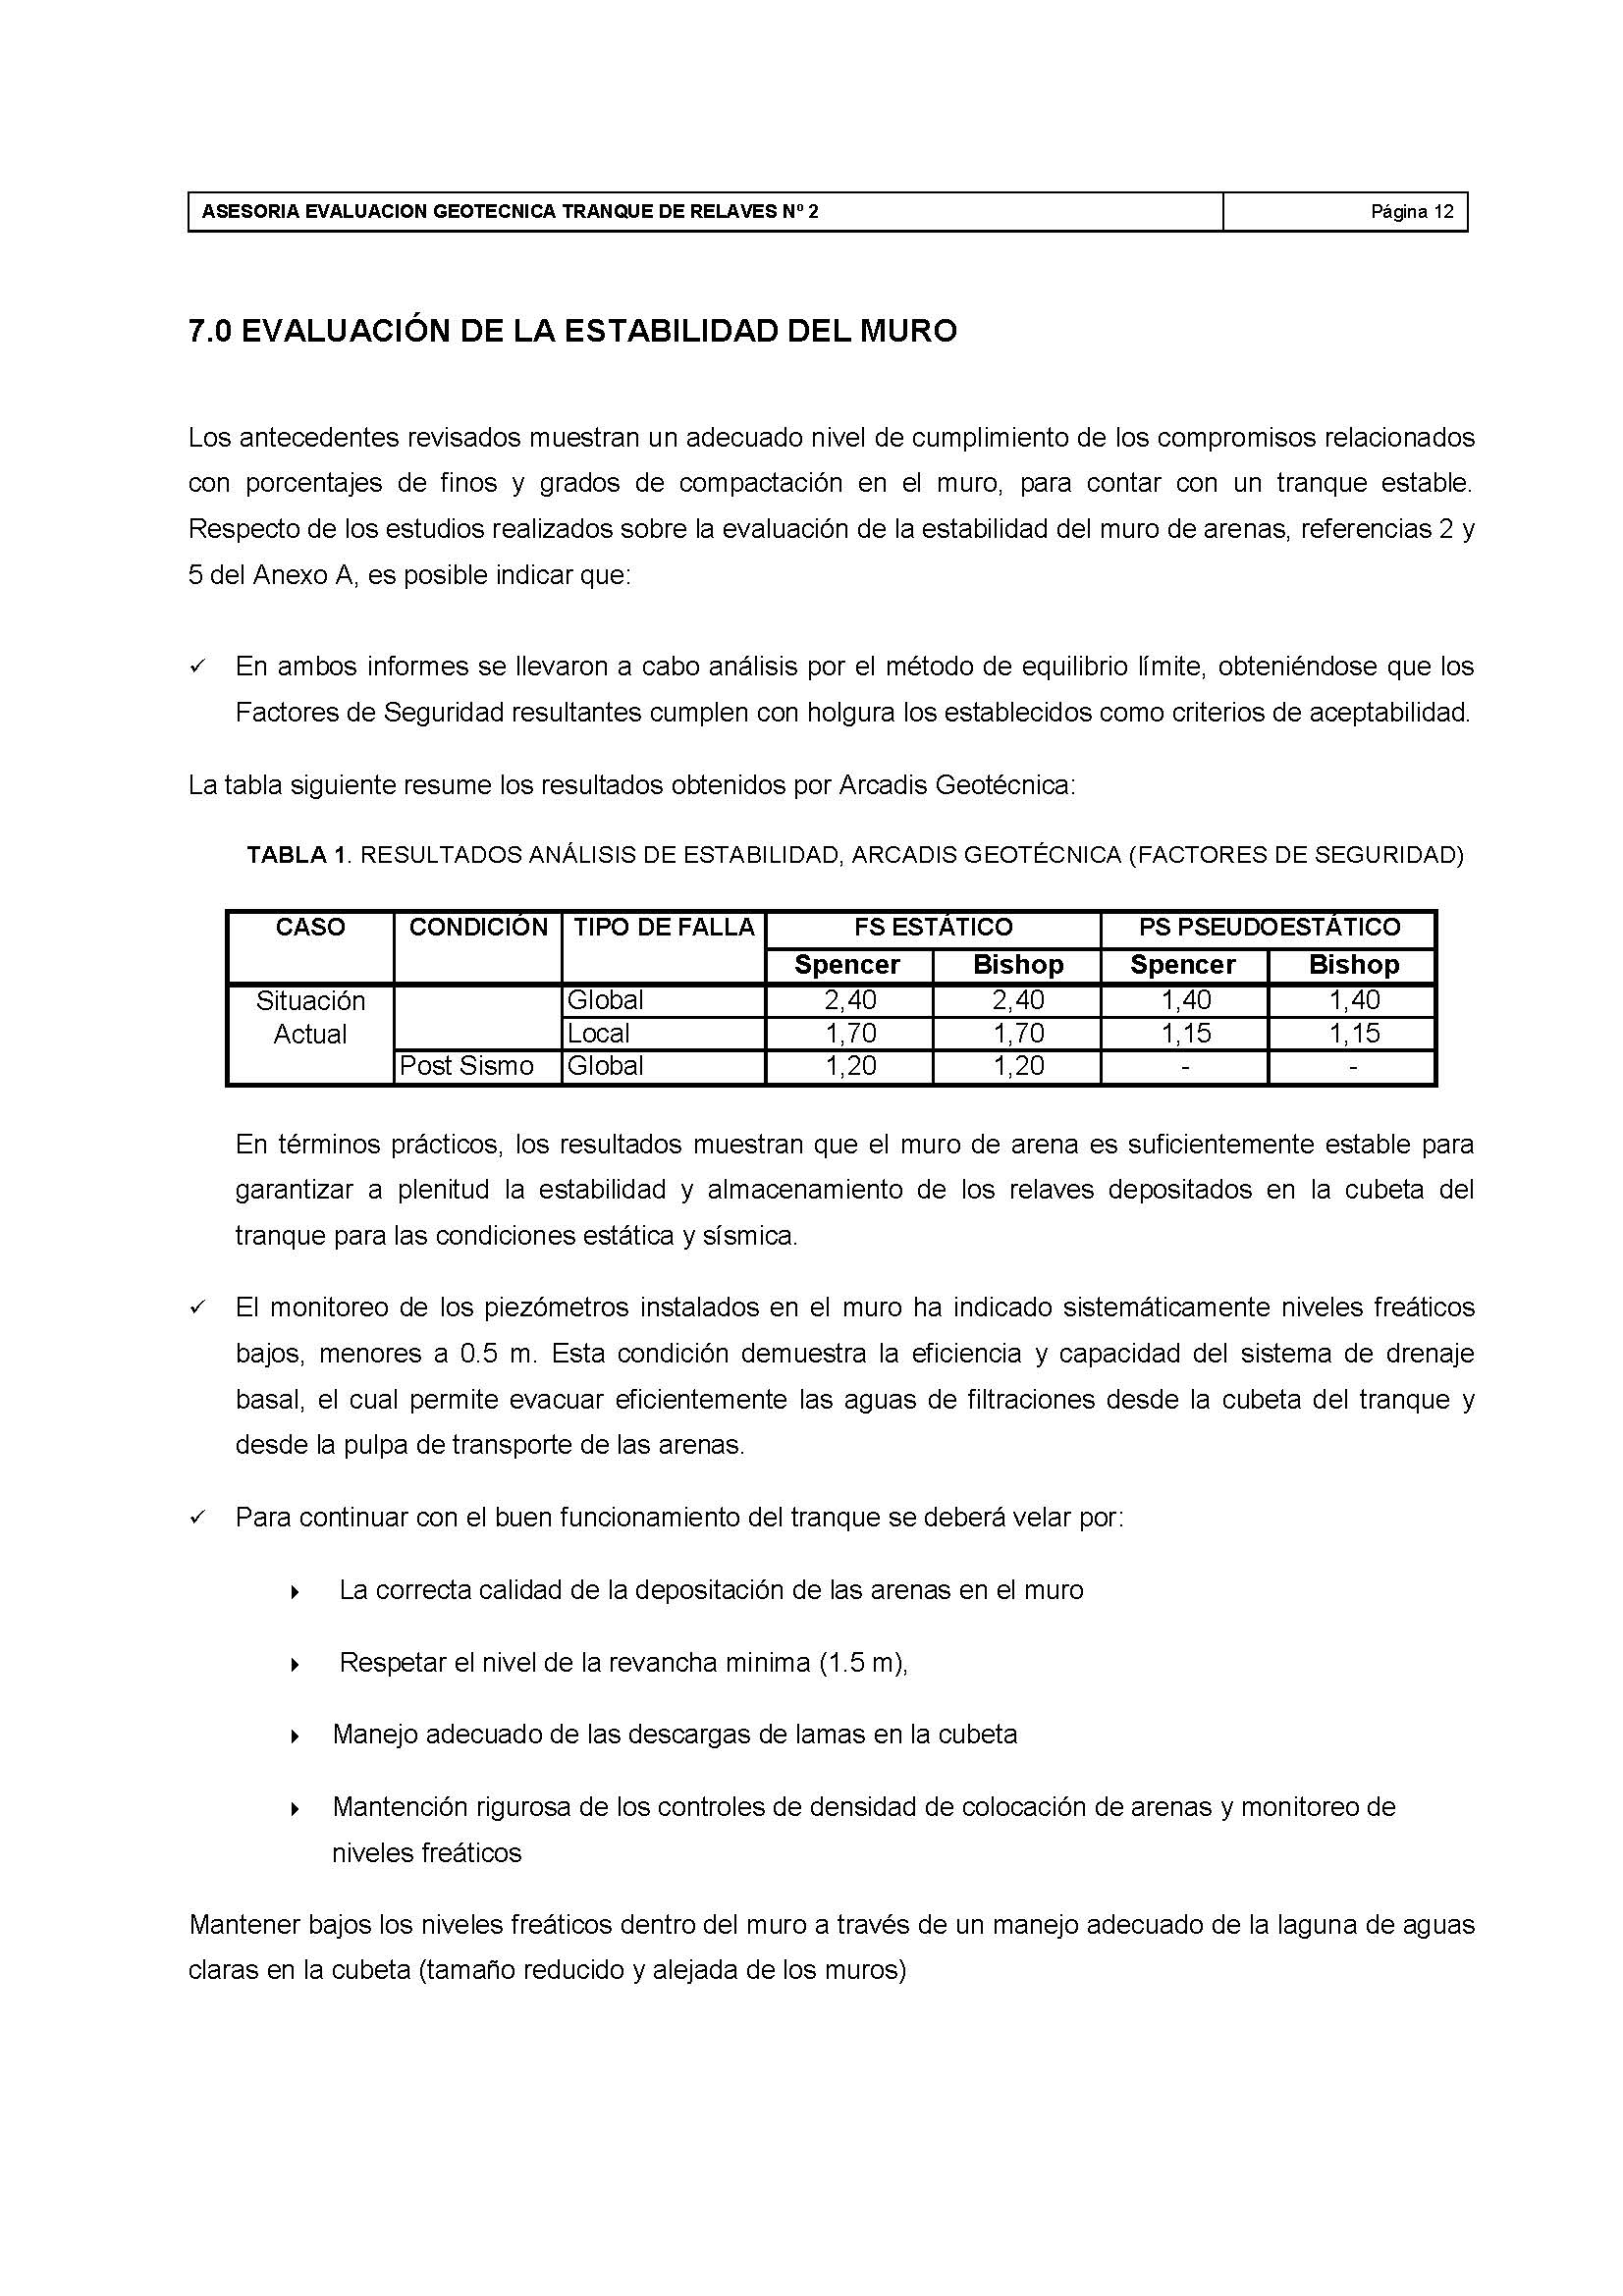 ASESORIA EVALUACION GEOTECNICA TRANQUE DE RELAVES Nº 2 Página 12
7.0 EVALUACIÓN DE LA ESTABILIDAD DEL MURO
Los antecedentes revisados muestran un adecuado nivel de cumplimiento de los compromisos relacionados
con porcentajes de finos y grados de compactación en el muro, para contar con un tranque estable.
Respecto de los estudios realizados sobre la evaluación de la estabilidad del muro de arenas, referencias 2 y
5 del Anexo A, es posible indicar que:
✓ En ambos informes se llevaron a cabo análisis por el método de equilibrio límite, obteniéndose que los
Factores de Seguridad resultantes cumplen con holgura los establecidos como criterios de aceptabilidad.
La tabla siguiente resume los resultados obtenidos por Arcadis Geotécnica:
TABLA 1. RESULTADOS ANÁLISIS DE ESTABILIDAD, ARCADIS GEOTÉCNICA (FACTORES DE SEGURIDAD)
CASO CONDICIÓN TIPO DE FALLA FS ESTÁTICO PS PSEUDOESTÁTICO
Spencer Bishop Spencer Bishop
Situación Global 2,40 2,40 1,40 1,40
Actual Local 1,70 1,70 1,15 1,15
Post Sismo Global 1,20 1,20 - -
En términos prácticos, los resultados muestran que el muro de arena es suficientemente estable para
garantizar a plenitud la estabilidad y almacenamiento de los relaves depositados en la cubeta del
tranque para las condiciones estática y sísmica.
✓ El monitoreo de los piezómetros instalados en el muro ha indicado sistemáticamente niveles freáticos
bajos, menores a 0.5 m. Esta condición demuestra la eficiencia y capacidad del sistema de drenaje
basal, el cual permite evacuar eficientemente las aguas de filtraciones desde la cubeta del tranque y
desde la pulpa de transporte de las arenas.
✓ Para continuar con el buen funcionamiento del tranque se deberá velar por:
La correcta calidad de la depositación de las arenas en el muro
Respetar el nivel de la revancha minima (1.5 m),
Manejo adecuado de las descargas de lamas en la cubeta
Mantención rigurosa de los controles de densidad de colocación de arenas y monitoreo de
niveles freáticos
Mantener bajos los niveles freáticos dentro del muro a través de un manejo adecuado de la laguna de aguas
claras en la cubeta (tamaño reducido y alejada de los muros)